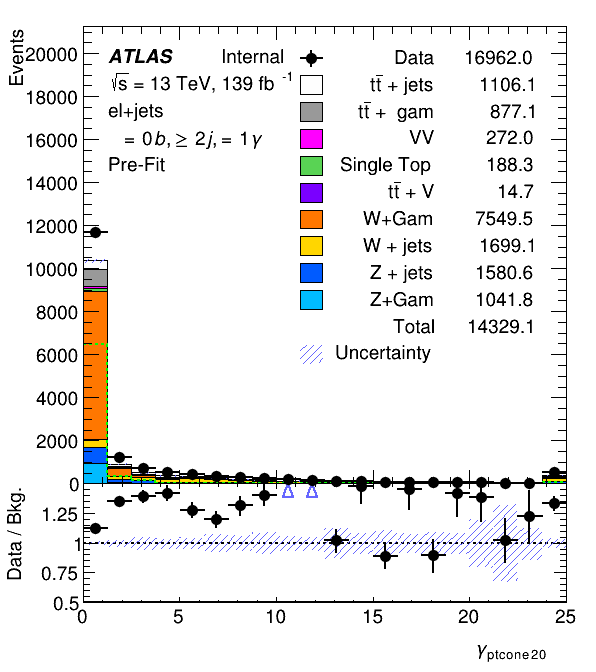 Events
20000
18000
16000
14000
12000
10000
8000
6000
4000
2000
0
ATLAS Internal
√s = 13 TeV, 139 fb⁻¹
el+jets
= 0b, ≥ 2j, = 1γ
Pre-Fit
Data 16962.0
tt̄ + jets 1106.1
tt̄ + gam 877.1
VV 272.0
Single Top 188.3
tt̄ + V 14.7
W+Gam 7549.5
W + jets 1699.1
Z + jets 1580.6
Z+Gam 1041.8
Total 14329.1
Uncertainty
Data / Bkg.
1.25
1
0.75
0.5
0 5 10 15 20 25
γptcone20